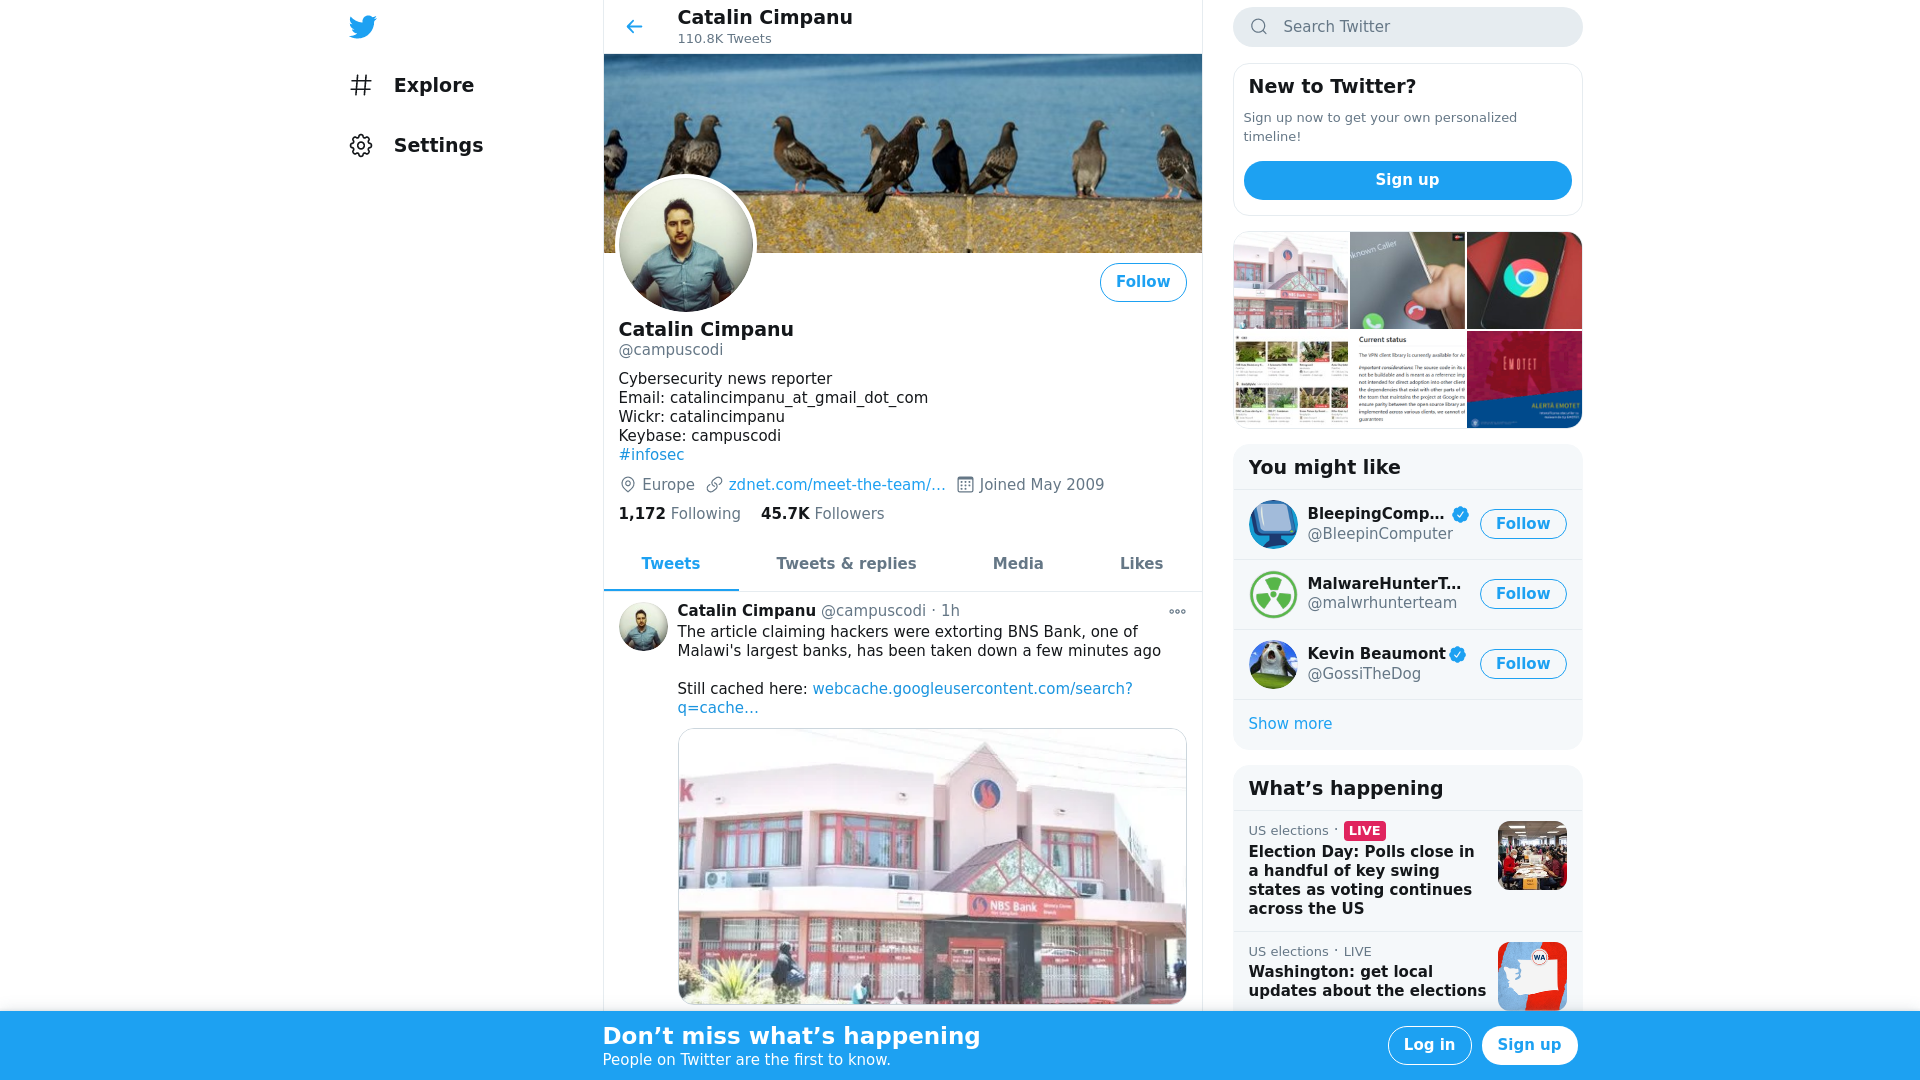 Explore
Settings
Catalin Cimpanu
110.8K Tweets
Follow
Catalin Cimpanu
@campuscodi
Cybersecurity news reporter
Email: catalincimpanu_at_gmail_dot_com
Wickr: catalincimpanu
Keybase: campuscodi
#infosec
Europe zdnet.com/meet-the-team/… Joined May 2009
1,172 Following 45.7K Followers
Tweets Tweets & replies Media Likes
Catalin Cimpanu @campuscodi · 1h
The article claiming hackers were extorting BNS Bank, one of
Malawi's largest banks, has been taken down a few minutes ago
Still cached here: webcache.googleusercontent.com/search?
q=cache…
k
NBS Bank
Search Twitter
New to Twitter?
Sign up now to get your own personalized
timeline!
Sign up
Current status
EMOTET
ALERTĂ EMOTET
You might like
BleepingComp…
@BleepinComputer
Follow
MalwareHunterT…
@malwrhunterteam
Follow
Kevin Beaumont
@GossiTheDog
Follow
Show more
What’s happening
US elections · LIVE
Election Day: Polls close in
a handful of key swing
states as voting continues
across the US
US elections · LIVE
Washington: get local
updates about the elections
WA
Don’t miss what’s happening
People on Twitter are the first to know.
Log in
Sign up